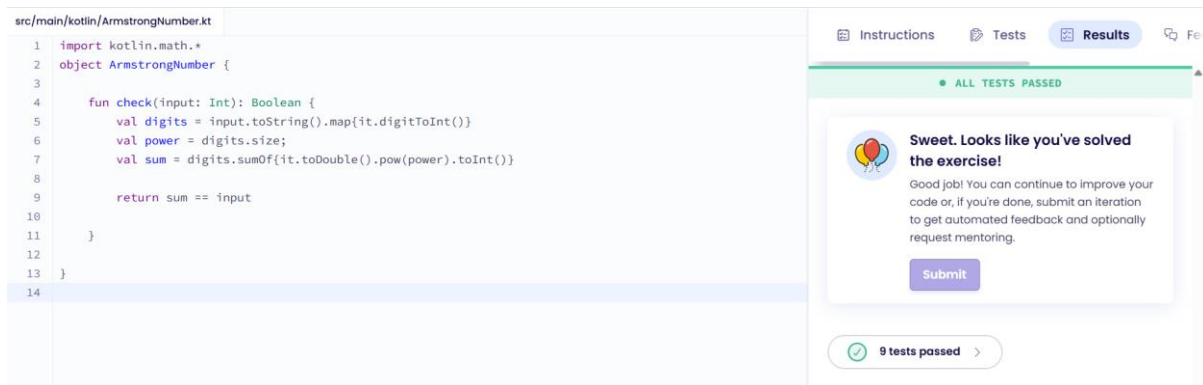 src/main/kotlin/ArmstrongNumber.kt
1 import kotlin.math.*
2 object ArmstrongNumber {
3
4     fun check(input: Int): Boolean {
5         val digits = input.toString().map{it.digitToInt()}
6         val power = digits.size;
7         val sum = digits.sumOf{it.toDouble().pow(power).toInt()}
8
9         return sum == input
10
11     }
12
13 }
14
Instructions Tests Results Fe
ALL TESTS PASSED
Sweet. Looks like you've solved
the exercise!
Good job! You can continue to improve your
code or, if you're done, submit an iteration
to get automated feedback and optionally
request mentoring.
Submit
9 tests passed